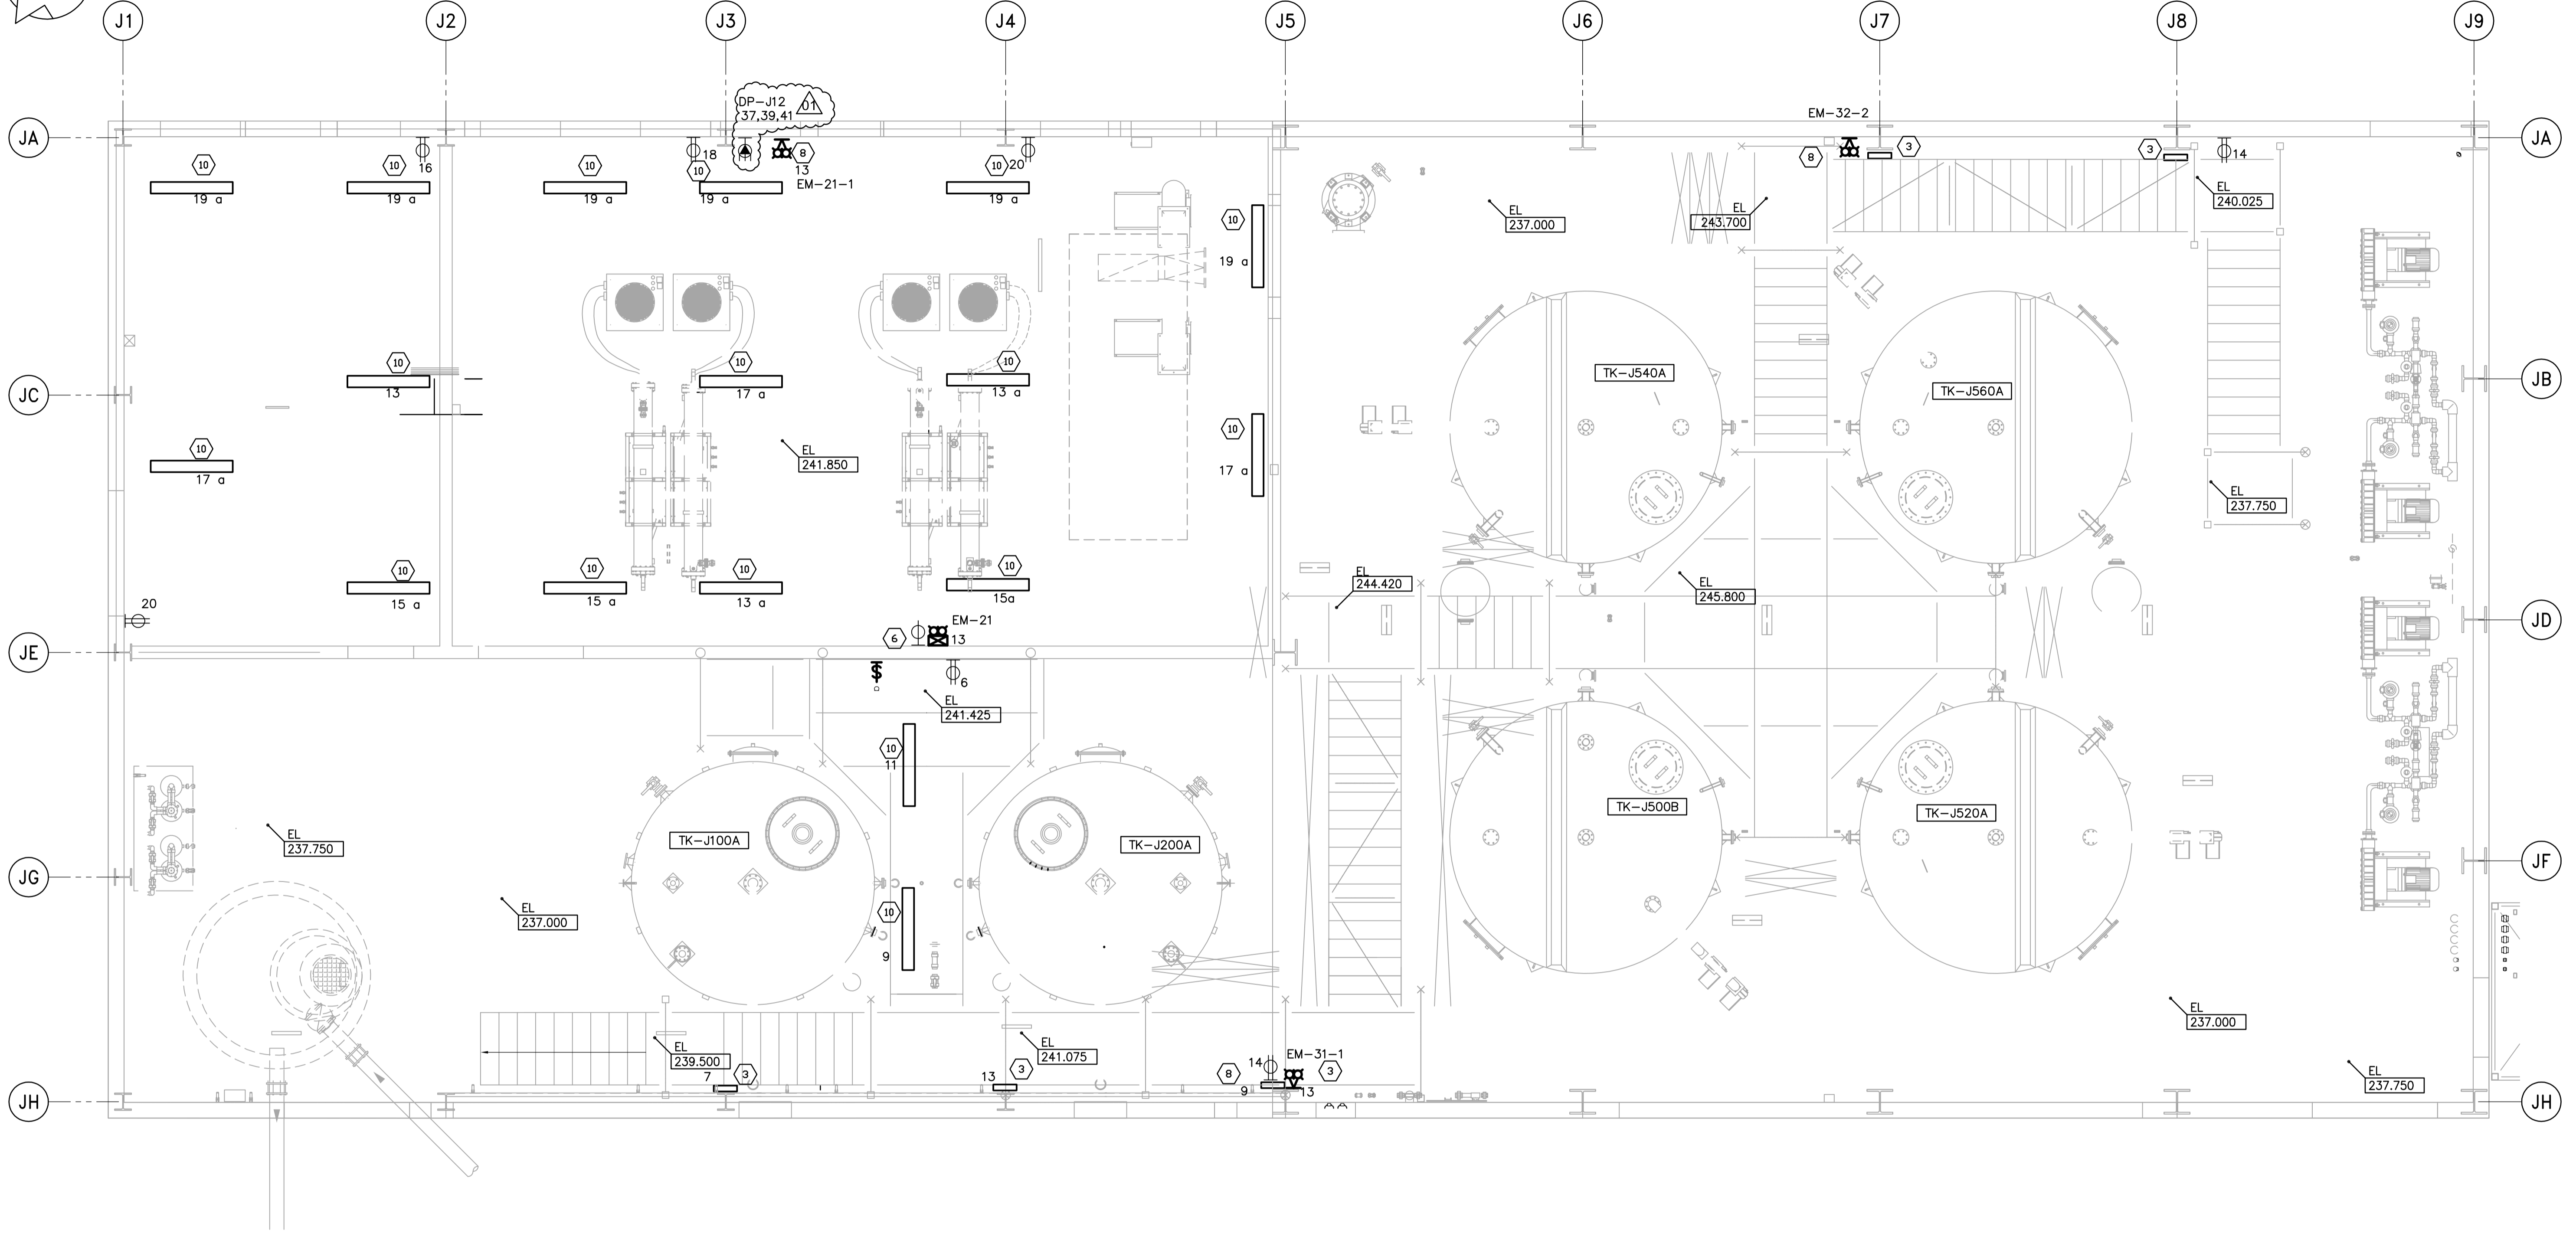 J1
J2
J3
J4
J5
J6
J7
J8
J9
DP-J12
01
37,39,41
EM-32-2
JA
JA
10
10
16
10
18
10
8
13
EM-21-1
10
20
8
3
3
14
19 a
19 a
19 a
19 a
19 a
EL
237.000
EL
243.700
EL
240.025
10
19 a
10
13
10
17 a
10
13 a
JC
TK-J540A
TK-J560A
JB
10
17 a
EL
241.850
10
17 a
EL
237.750
10
15 a
10
15 a
10
13 a
10
15a
EL
244.420
EL
245.800
20
EM-21
6
13
JD
JE
$
D
6
EL
241.425
10
11
EL
237.750
TK-J100A
TK-J200A
TK-J500B
TK-J520A
JG
JF
EL
237.000
10
9
EL
237.000
EL
239.500
EL
241.075
7
3
13
3
14
EM-31-1
8
3
9
13
EL
237.750
JH
JH